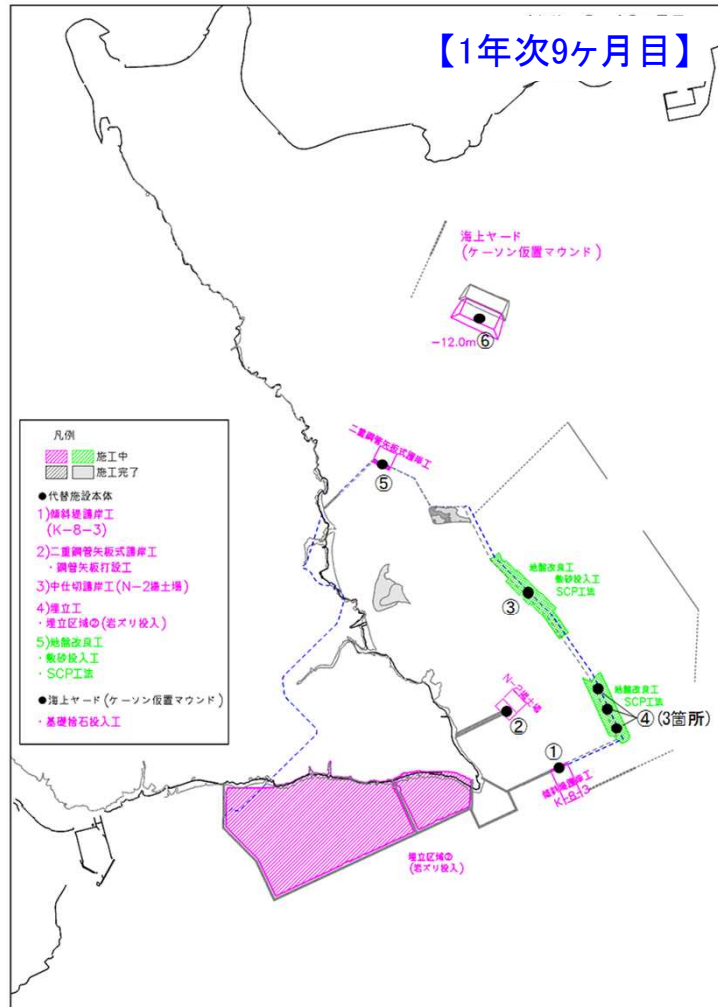 【1年次9ヶ月目】
海上ヤード
(ケーソン仮置マウンド)
-12.0m
⑥
二重鋼管矢板式護岸工
⑤
凡例
施工中
施工完了
●代替施設本体
1)傾斜堤護岸工
(K-8-3)
2)二重鋼管矢板式護岸工
・鋼管矢板打設工
3)中仕切護岸工(N-2揚土場)
4)埋立工
・埋立区域②(岩ズリ投入)
5)地盤改良工
・敷砂投入工
・SCP工法
●海上ヤード(ケーソン仮置マウンド)
・基礎捨石投入工
地盤改良工
敷砂投入工
SCP工法
③
地盤改良工
SCP工法
④(3箇所)
N-2揚土場
②
①
傾斜堤護岸工
K-8-3
埋立区域②
(岩ズリ投入)